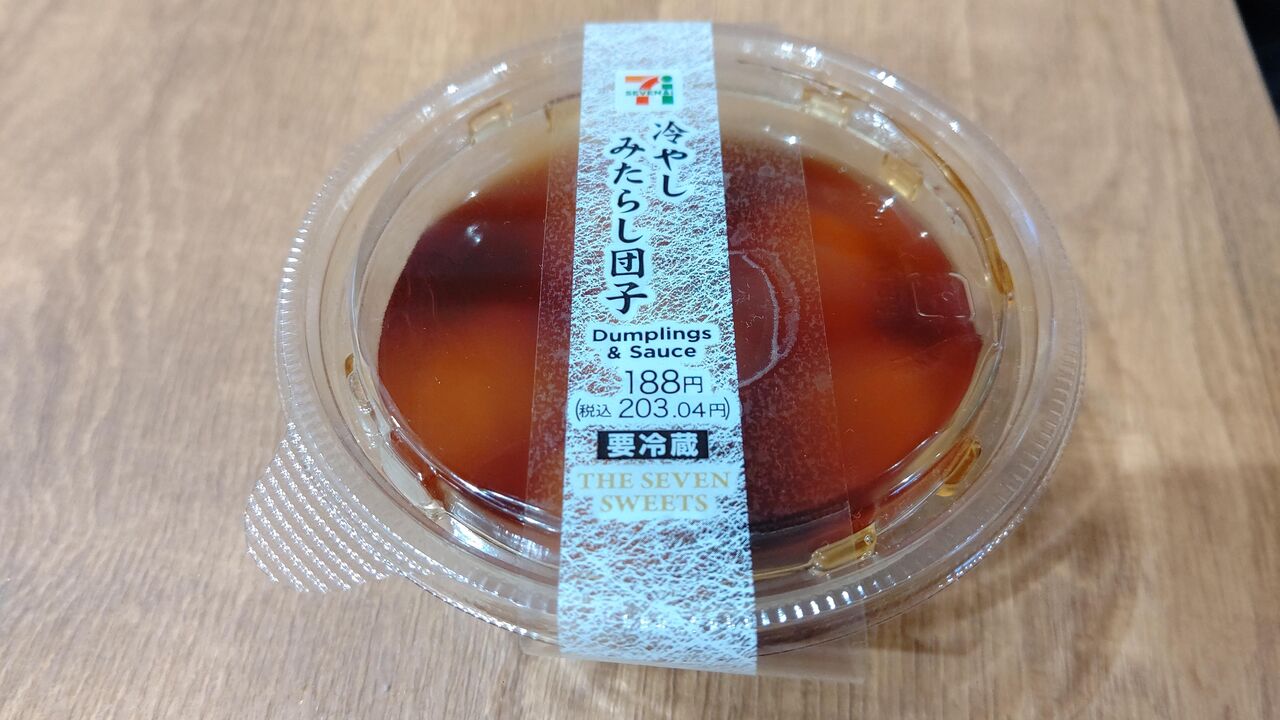 SEVEN&i
冷やし
みたらし団子
Dumplings
& Sauce
188円
(税込 203.04円)
要冷蔵
THE SEVEN
SWEETS